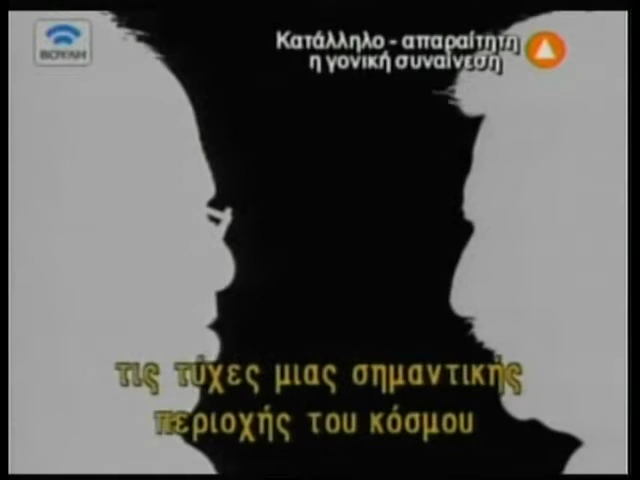 ΒΟΥΛΗ
Κατάλληλο - απαραίτητη
η γονική συναίνεση
τις τύχες μιας σημαντικής
περιοχής του κόσμου